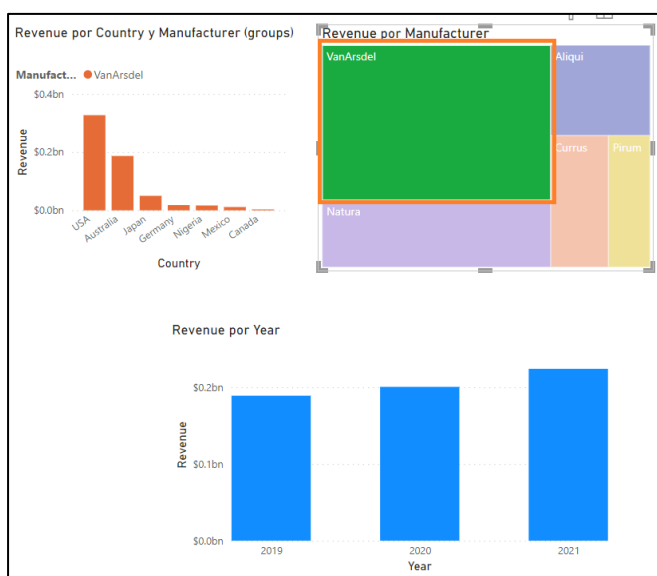 Revenue por Country y Manufacturer (groups)
Manufact... VanArsdel
$0.4bn
$0.2bn
$0.0bn
Revenue
USA
Australia
Japan
Germany
Nigeria
Mexico
Canada
Country
Revenue por Manufacturer
VanArsdel
Aliqui
Currus
Pirum
Natura
Revenue por Year
$0.2bn
$0.1bn
$0.0bn
Revenue
2019
2020
2021
Year